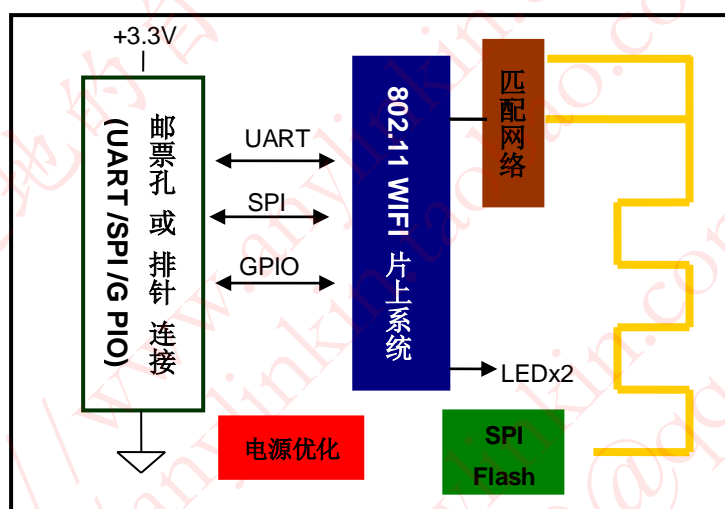 +3.3V
邮票孔 或 排针 连接
(UART /SPI /G PIO)
UART
SPI
GPIO
802.11 WIFI
片上系统
匹配网络
LEDx2
电源优化
SPI
Flash